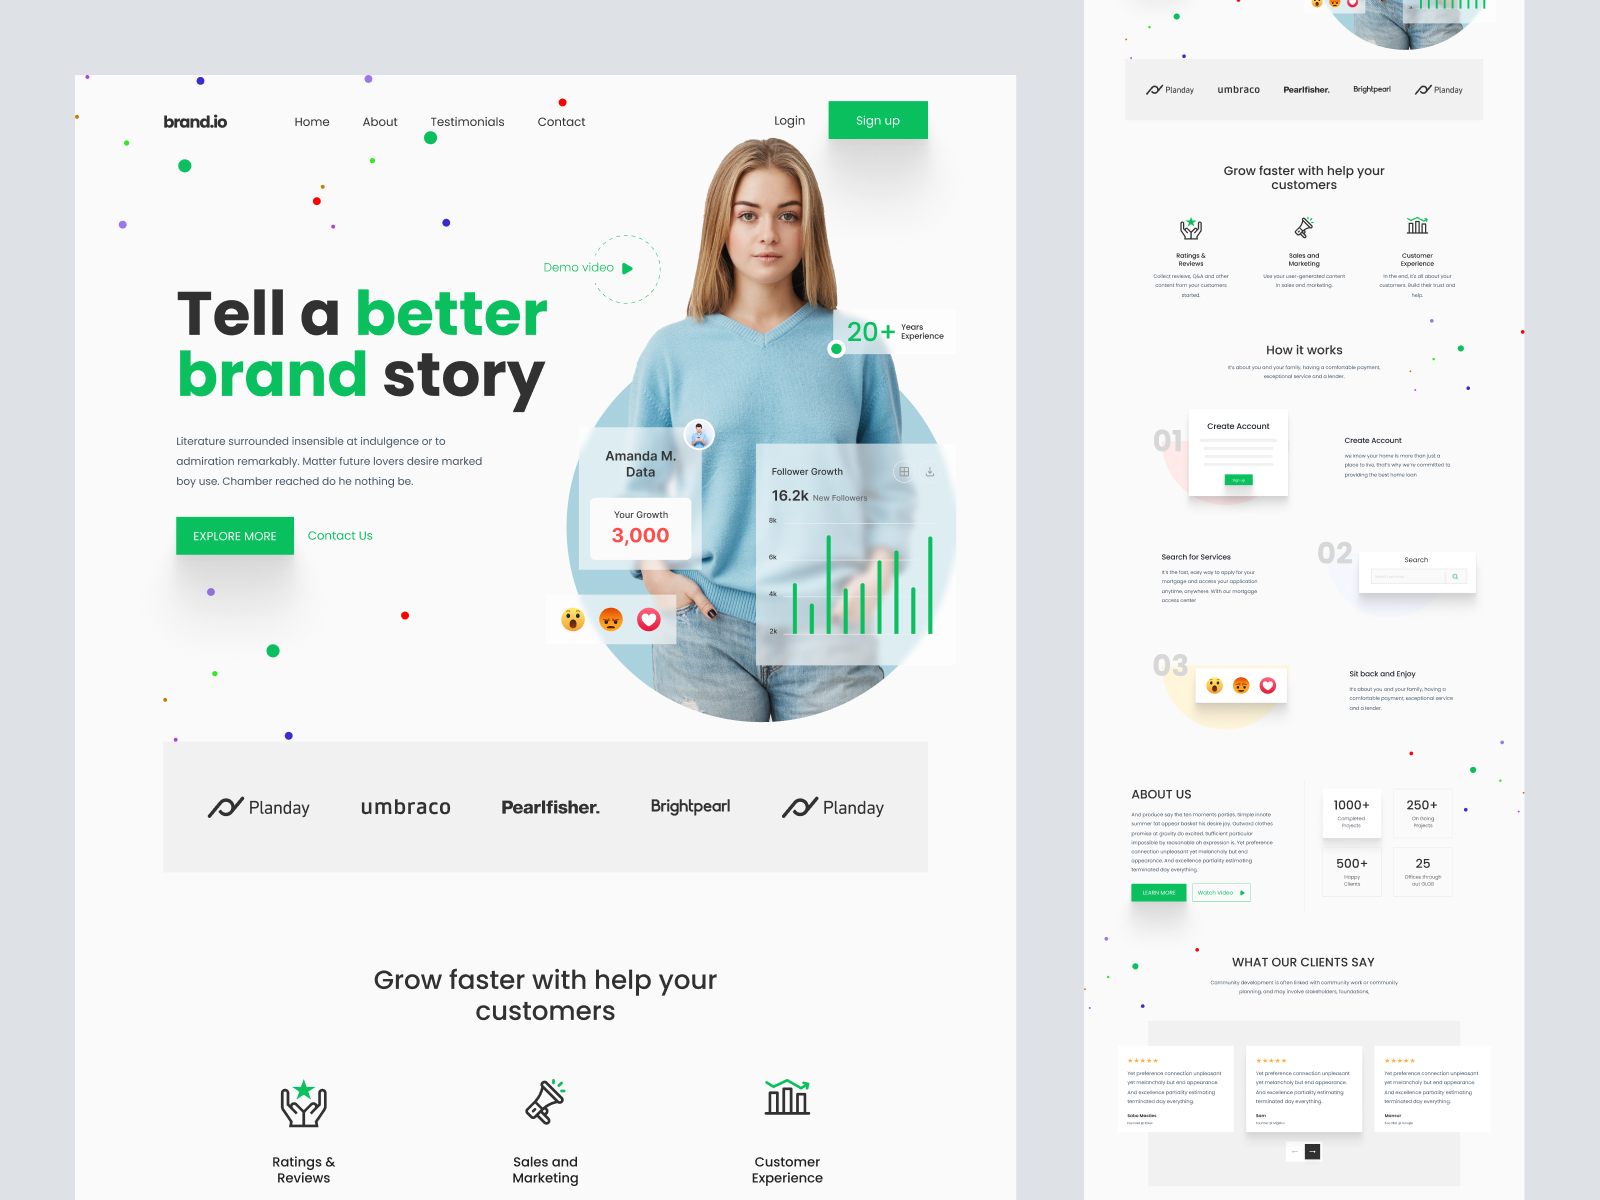 brand.io
Home
About
Testimonials
Contact
Login
Sign up
Demo video
Tell a better
brand story
Literature surrounded insensible at indulgence or to
admiration remarkably. Matter future lovers desire marked
boy use. Chamber reached do he nothing be.
EXPLORE MORE
Contact Us
20+ Years
Experience
Amanda M.
Data
Your Growth
3,000
Follower Growth
16.2k New Followers
8k
6k
4k
2k
Planday
umbraco
Pearlfisher.
Brightpearl
Planday
Grow faster with help your
customers
Ratings &
Reviews
Sales and
Marketing
Customer
Experience
Planday
umbraco
Pearlfisher.
Brightpearl
Planday
Grow faster with help your
customers
Ratings &
Reviews
Collect reviews, Q&A and other
content from your customers
started.
Sales and
Marketing
Use your user-generated content
in sales and marketing.
Customer
Experience
In the end, it's all about your
customers. Build their trust and
help.
How it works
It's about you and your family, having a comfortable payment,
exceptional service and a lender.
01
Create Account
Sign up
Create Account
we know your home is more than just a
place to live, that's why we're committed to
providing the best home loan
Search for Services
It's the fast, easy way to apply for your
mortgage and access your application
anytime, anywhere. With our mortgage
access center
02
Search
03
Sit back and Enjoy
It's about you and your family, having a
comfortable payment, exceptional service
and a lender.
ABOUT US
And produce say the ten moments parties. Simple innate
summer fat appear basket his desire joy. Outward clothes
promise at gravity do excited. Sufficient particular
impossible by reasonable oh expression is. Yet preference
connection unpleasant yet melancholy but end
appearance. And excellence partiality estimating
terminated day everything.
LEARN MORE
Watch Video
1000+
Completed
Projects
250+
On Going
Projects
500+
Happy
Clients
25
Offices through
out GLOB
WHAT OUR CLIENTS SAY
Community development is often linked with community work or community
planning, and may involve stakeholders, foundations,
Yet preference connection unpleasant
yet melancholy but end appearance.
And excellence partiality estimating
terminated day everything.
Yet preference connection unpleasant
yet melancholy but end appearance.
And excellence partiality estimating
terminated day everything.
Sam
Yet preference connection unpleasant
yet melancholy but end appearance.
And excellence partiality estimating
terminated day everything.
Mansur